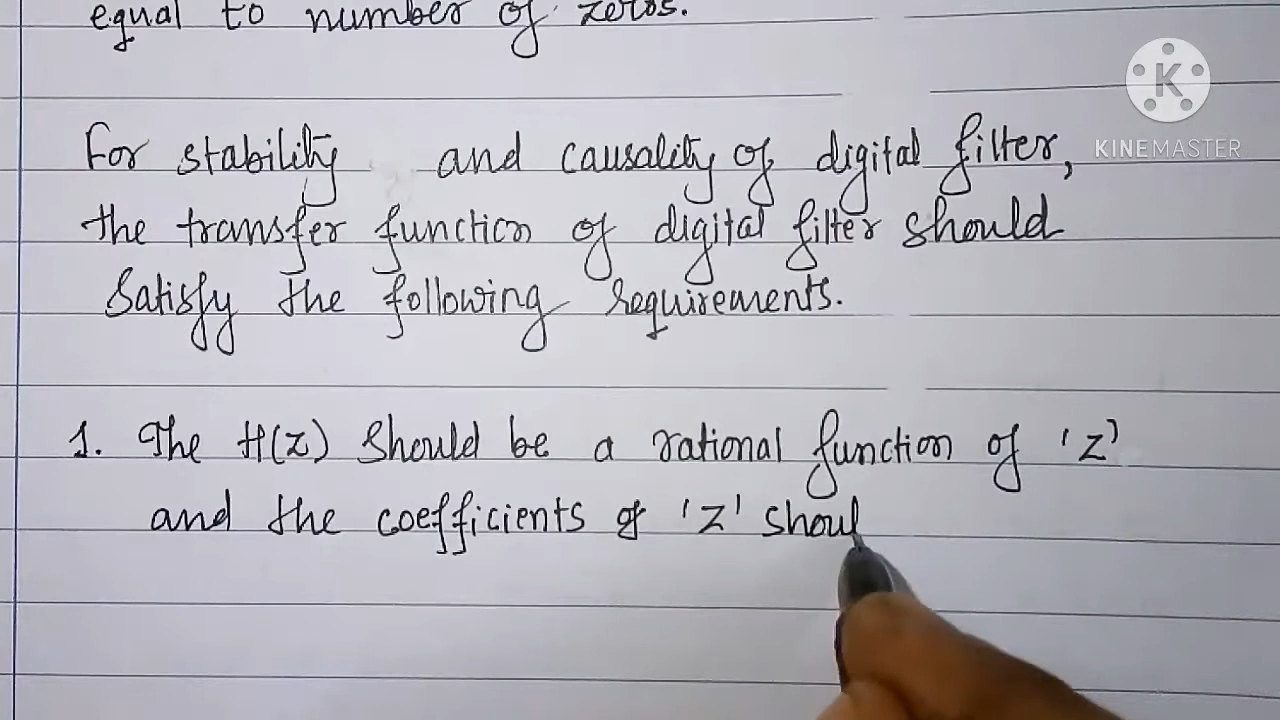 equal to number of zeros.
K
KINEMASTER
For stability and causality of digital filter,
the transfer function of digital filter should
satisfy the following requirements.
1. The H(z) should be a rational function of 'z'
and the coefficients of 'z' shoul